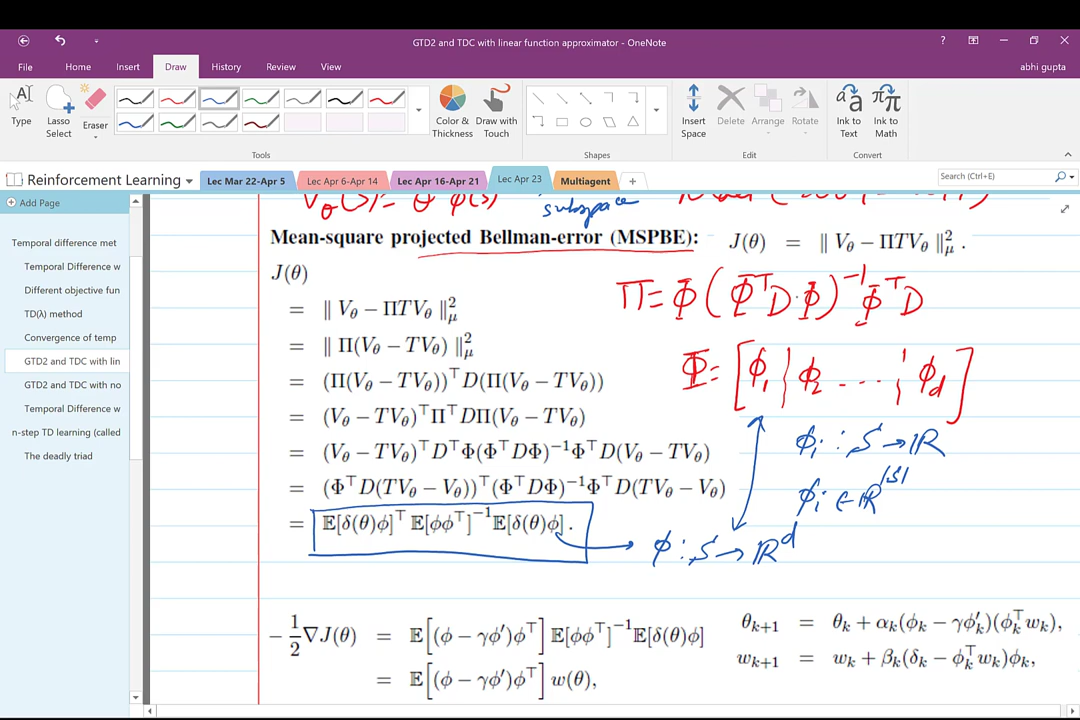 GTD2 and TDC with linear function approximator - OneNote
?
File Home Insert Draw History Review View
abhi gupta
Type
Lasso Select
Eraser
Color & Thickness
Draw with Touch
Insert Space
Delete
Arrange
Rotate
Ink to Text
Ink to Math
Tools
Shapes
Edit
Convert
Reinforcement Learning
Lec Mar 22-Apr 5
Lec Apr 6-Apr 14
Lec Apr 16-Apr 21
Lec Apr 23
Multiagent
Search (Ctrl+E)
Add Page
Temporal difference met
Temporal Difference w
Different objective fun
TD(λ) method
Convergence of temp
GTD2 and TDC with lin
GTD2 and TDC with no
Temporal Difference w
n-step TD learning (called
The deadly triad
V_θ(s) = θ^⊤ φ(s)
subspace
Mean-square projected Bellman-error (MSPBE): J(θ) = ‖ V_θ − ΠTV_θ ‖²_μ .
J(θ)
= ‖ V_θ − ΠTV_θ ‖²_μ
Π = Φ(Φ^⊤D·Φ)^{−1}Φ^⊤D
= ‖ Π(V_θ − TV_θ) ‖²_μ
= (Π(V_θ − TV_θ))^⊤D(Π(V_θ − TV_θ))
Φ = [φ_1 ¦ φ_2 .... ¦ φ_d]
= (V_θ − TV_θ)^⊤Π^⊤DΠ(V_θ − TV_θ)
φ_i : S → ℝ
= (V_θ − TV_θ)^⊤D^⊤Φ(Φ^⊤DΦ)^{−1}Φ^⊤D(V_θ − TV_θ)
= (Φ^⊤D(TV_θ − V_θ))^⊤(Φ^⊤DΦ)^{−1}Φ^⊤D(TV_θ − V_θ)
φ_i ∈ ℝ^{|S|}
= 𝔼[δ(θ)φ]^⊤ 𝔼[φφ^⊤]^{−1}𝔼[δ(θ)φ] .
φ : S → ℝ^d
−½∇J(θ) = 𝔼[(φ − γφ′)φ^⊤] 𝔼[φφ^⊤]^{−1}𝔼[δ(θ)φ]
= 𝔼[(φ − γφ′)φ^⊤] w(θ),
θ_{k+1} = θ_k + α_k(φ_k − γφ′_k)(φ_k^⊤w_k),
w_{k+1} = w_k + β_k(δ_k − φ_k^⊤w_k)φ_k,